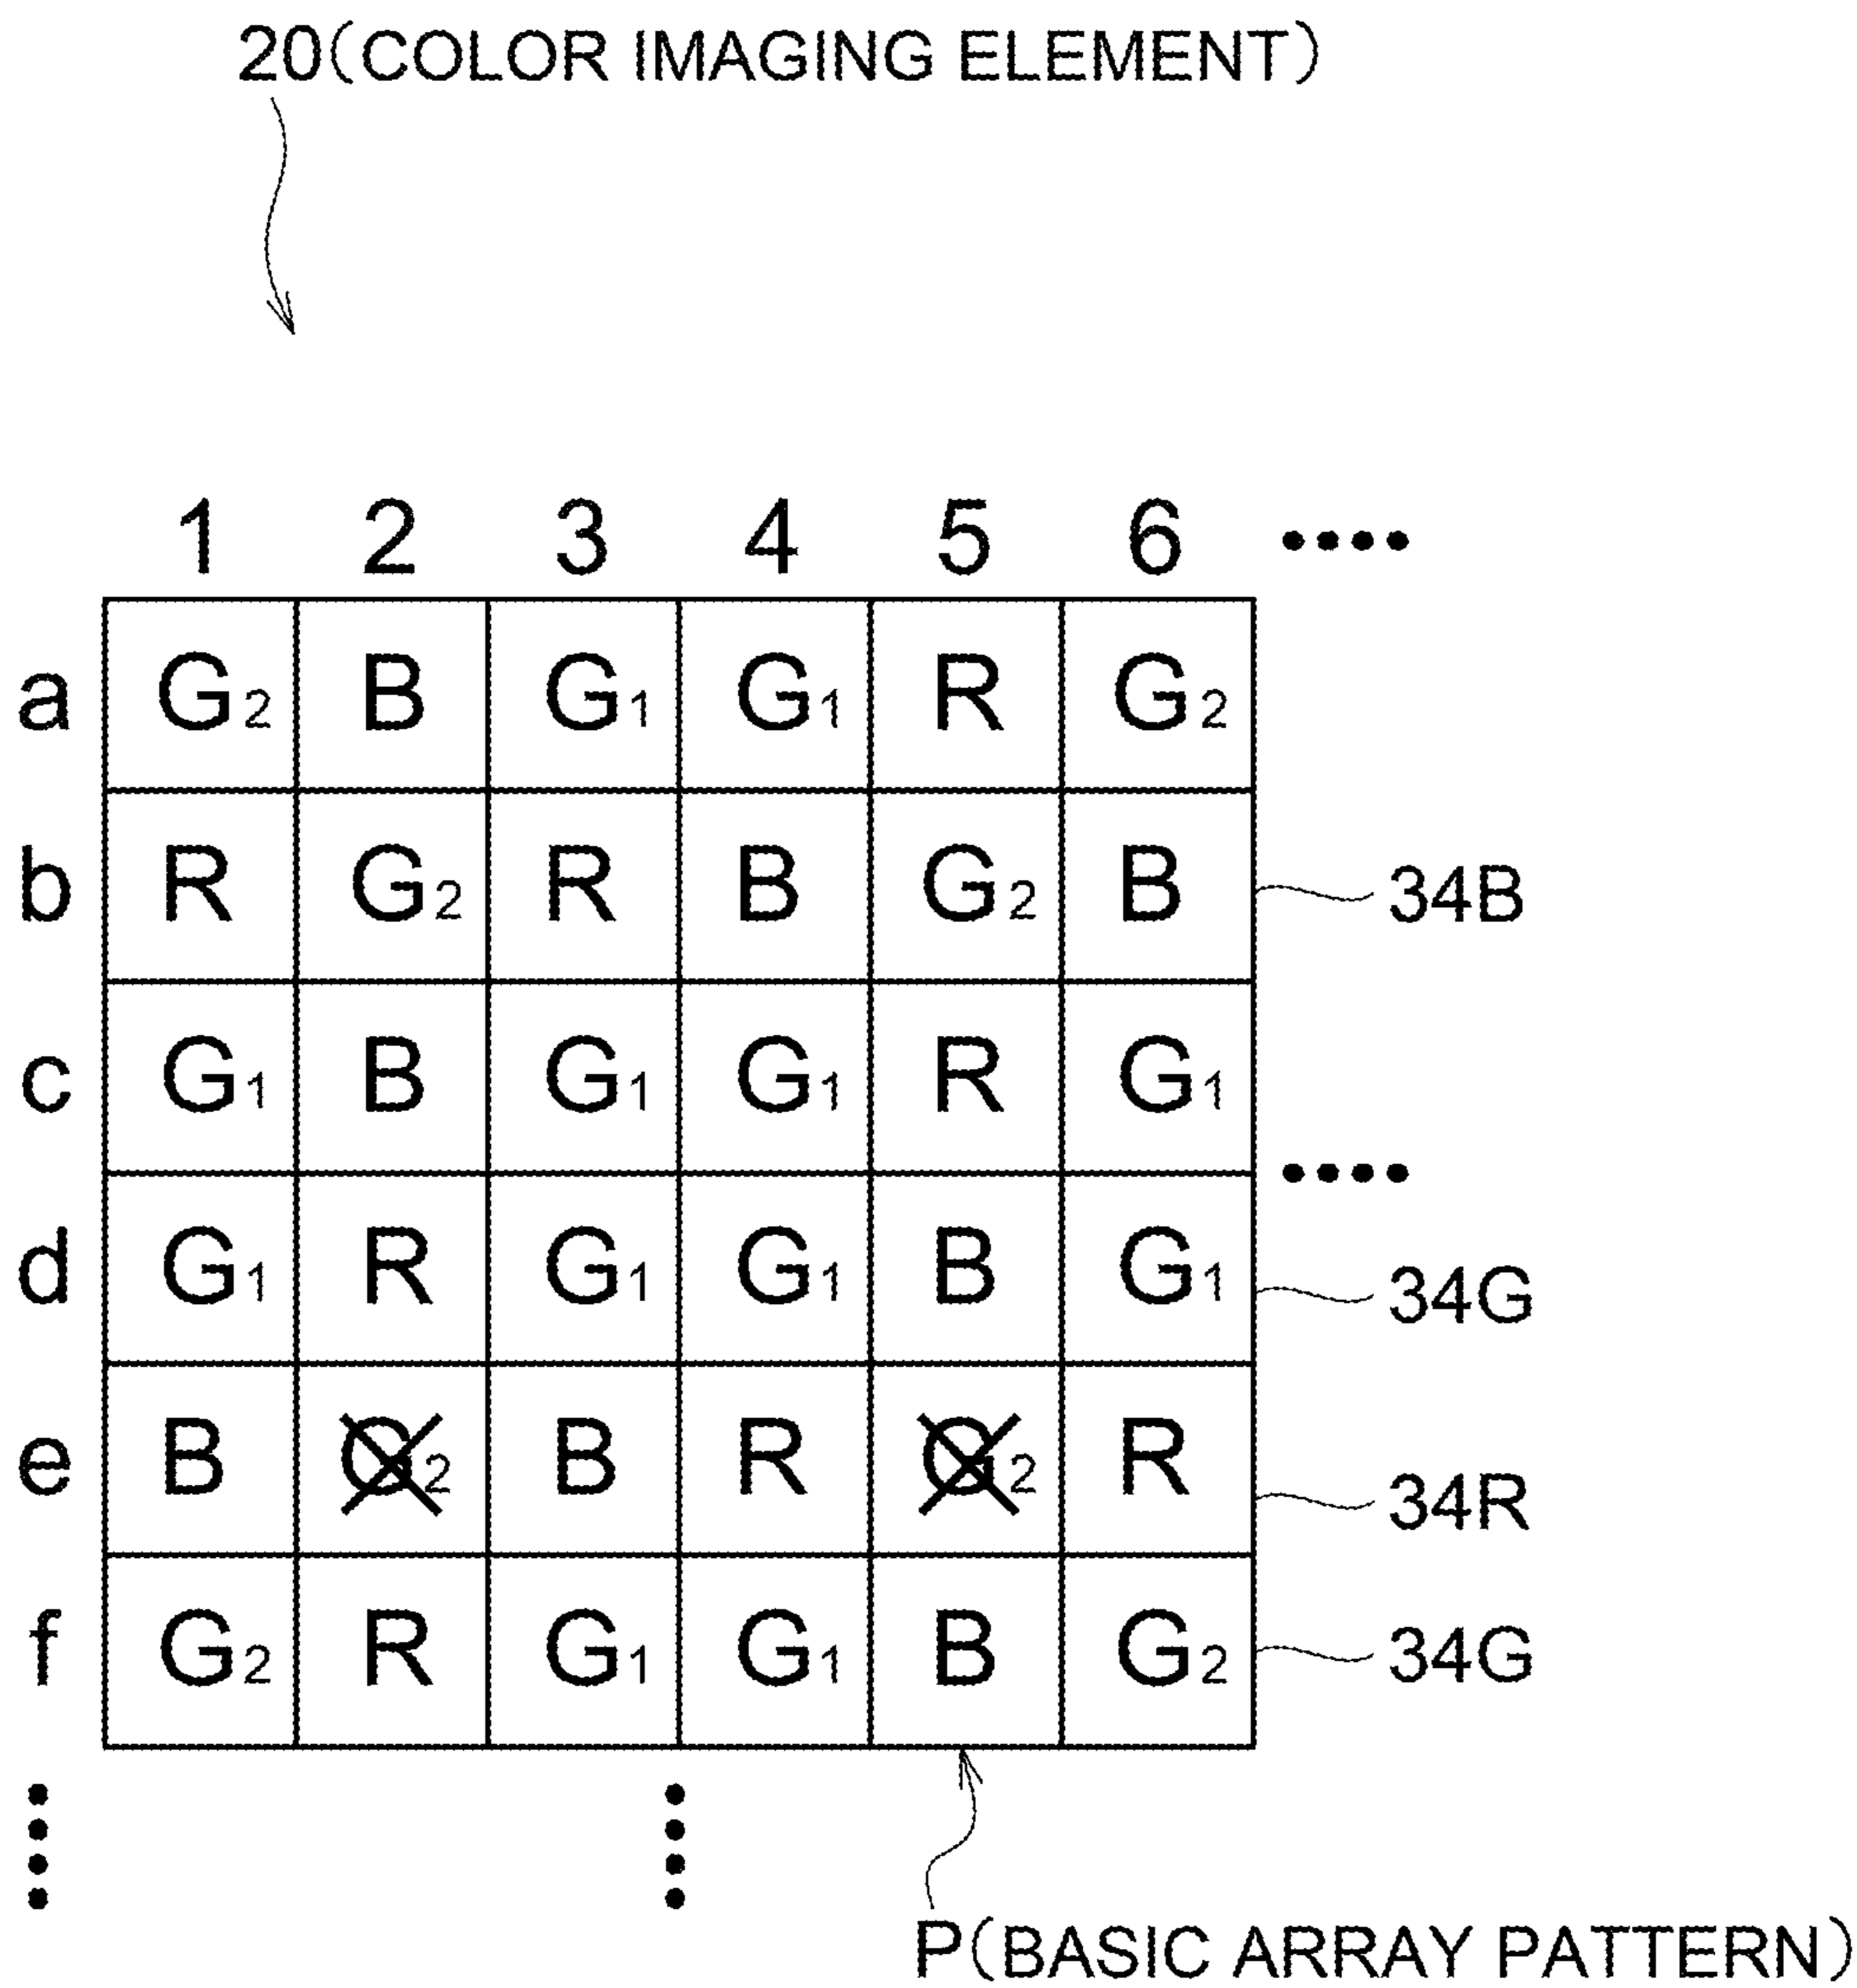 20(COLOR IMAGING ELEMENT)
1 2 3 4 5 6 ････
a G2 B G1 G1 R G2
b R G2 R B G2 B 34B
c G1 B G1 G1 R G1
････
d G1 R G1 G1 B G1 34G
e B G2 B R G2 R 34R
f G2 R G1 G1 B G2 34G
P(BASIC ARRAY PATTERN)